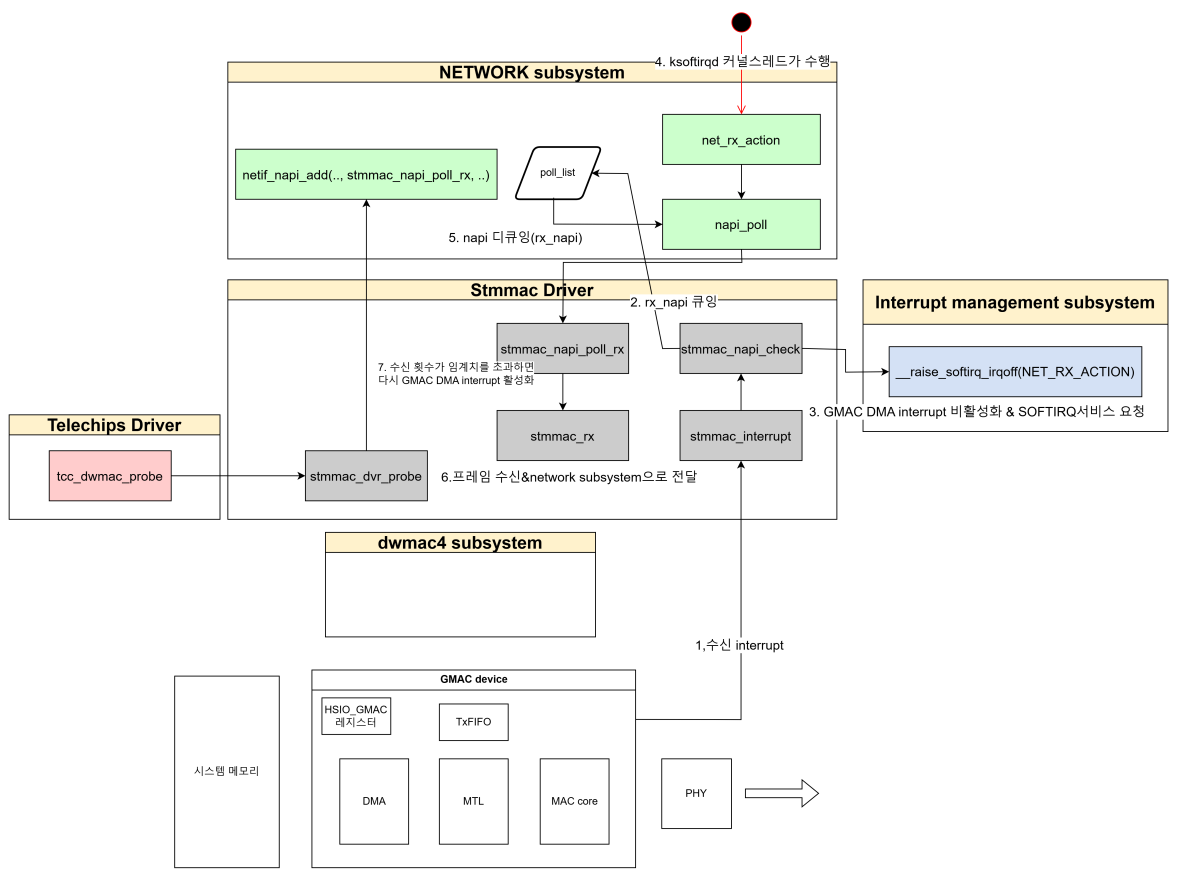 4. ksoftirqd 커널스레드가 수행
NETWORK subsystem
net_rx_action
netif_napi_add(.., stmmac_napi_poll_rx, ..)
poll_list
napi_poll
5. napi 디큐잉(rx_napi)
Stmmac Driver
2. rx_napi 큐잉
Interrupt management subsystem
stmmac_napi_poll_rx
stmmac_napi_check
7. 수신 횟수가 임계치를 초과하면
다시 GMAC DMA interrupt 활성화
__raise_softirq_irqoff(NET_RX_ACTION)
3. GMAC DMA interrupt 비활성화 & SOFTIRQ서비스 요청
Telechips Driver
stmmac_rx
stmmac_interrupt
tcc_dwmac_probe
stmmac_dvr_probe
6.프레임 수신&network subsystem으로 전달
dwmac4 subsystem
1,수신 interrupt
GMAC device
HSIO_GMAC
레지스터
TxFIFO
시스템 메모리
DMA
MTL
MAC core
PHY